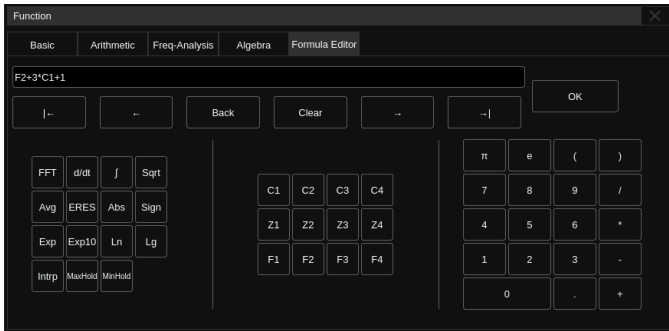 Function
Basic Arithmetic Freq-Analysis Algebra Formula Editor
F2+3*C1+1
OK
|← ← Back Clear → →|
π e ( )
FFT d/dt ∫ Sqrt
C1 C2 C3 C4
7 8 9 /
Avg ERES Abs Sign
Z1 Z2 Z3 Z4
4 5 6 *
Exp Exp10 Ln Lg
F1 F2 F3 F4
1 2 3 -
Intrp MaxHold MinHold
0 . +